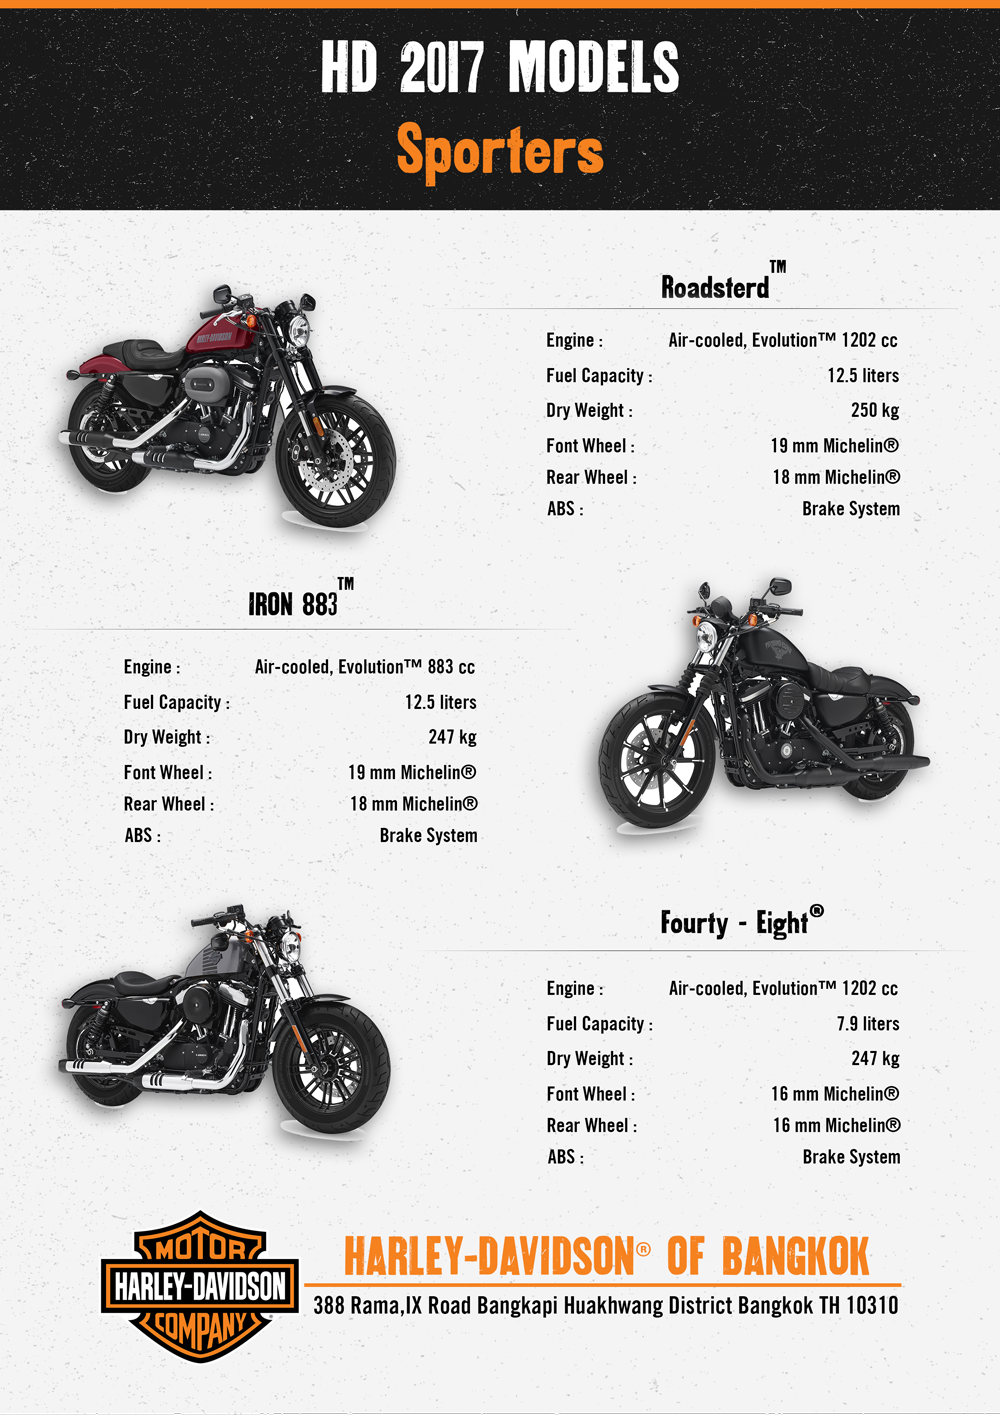 HD 2017 MODELS
Sporters
Roadsterd™
Engine : Air-cooled, Evolution™ 1202 cc
Fuel Capacity : 12.5 liters
Dry Weight : 250 kg
Font Wheel : 19 mm Michelin®
Rear Wheel : 18 mm Michelin®
ABS : Brake System
HARLEY-DAVIDSON
IRON 883™
Engine : Air-cooled, Evolution™ 883 cc
Fuel Capacity : 12.5 liters
Dry Weight : 247 kg
Font Wheel : 19 mm Michelin®
Rear Wheel : 18 mm Michelin®
ABS : Brake System
Fourty - Eight®
Engine : Air-cooled, Evolution™ 1202 cc
Fuel Capacity : 7.9 liters
Dry Weight : 247 kg
Font Wheel : 16 mm Michelin®
Rear Wheel : 16 mm Michelin®
ABS : Brake System
MOTOR
HARLEY-DAVIDSON
COMPANY
HARLEY-DAVIDSON® OF BANGKOK
388 Rama,IX Road Bangkapi Huakhwang District Bangkok TH 10310